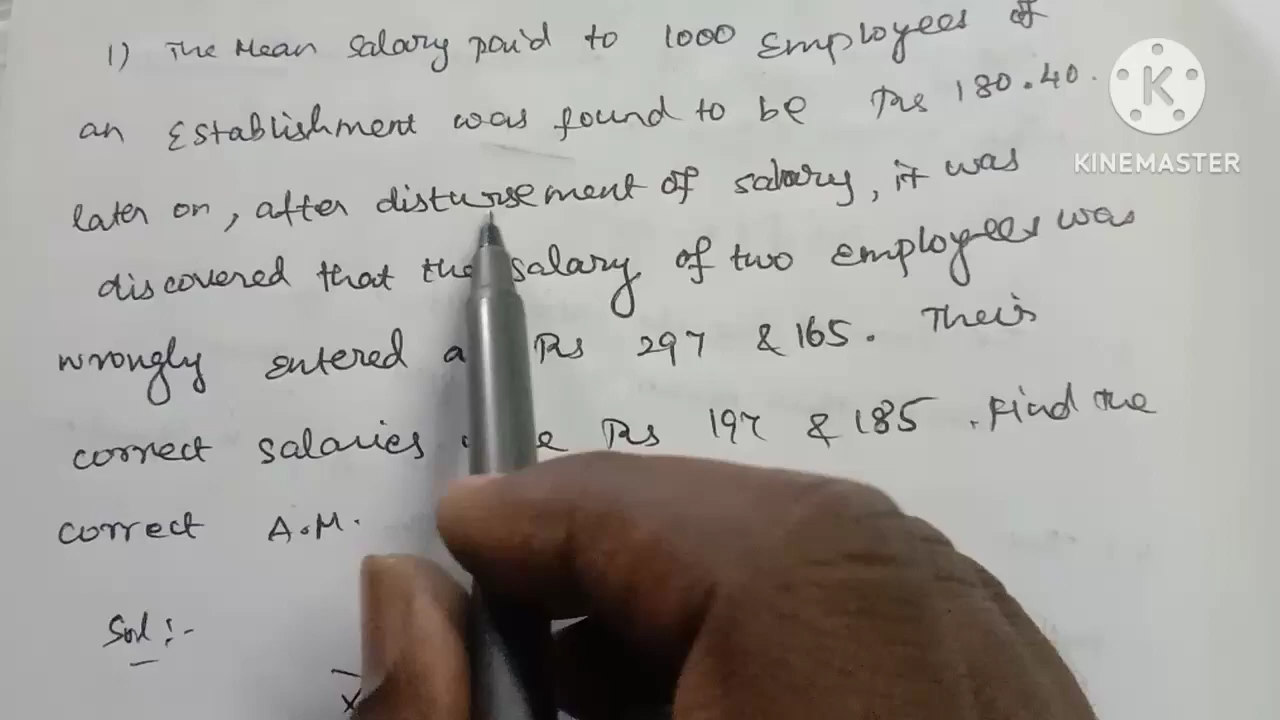 1) The Mean salary paid to 1000 Employees of
an Establishment was found to be Rs 180.40.
later on, after disturserment of salary, it was
discovered that the salary of two employees was
wrongly entered a Rs 297 & 165. Their
correct salaries Rs 197 & 185. Find the
correct A.M.
Sol :-
x
K
KINEMASTER